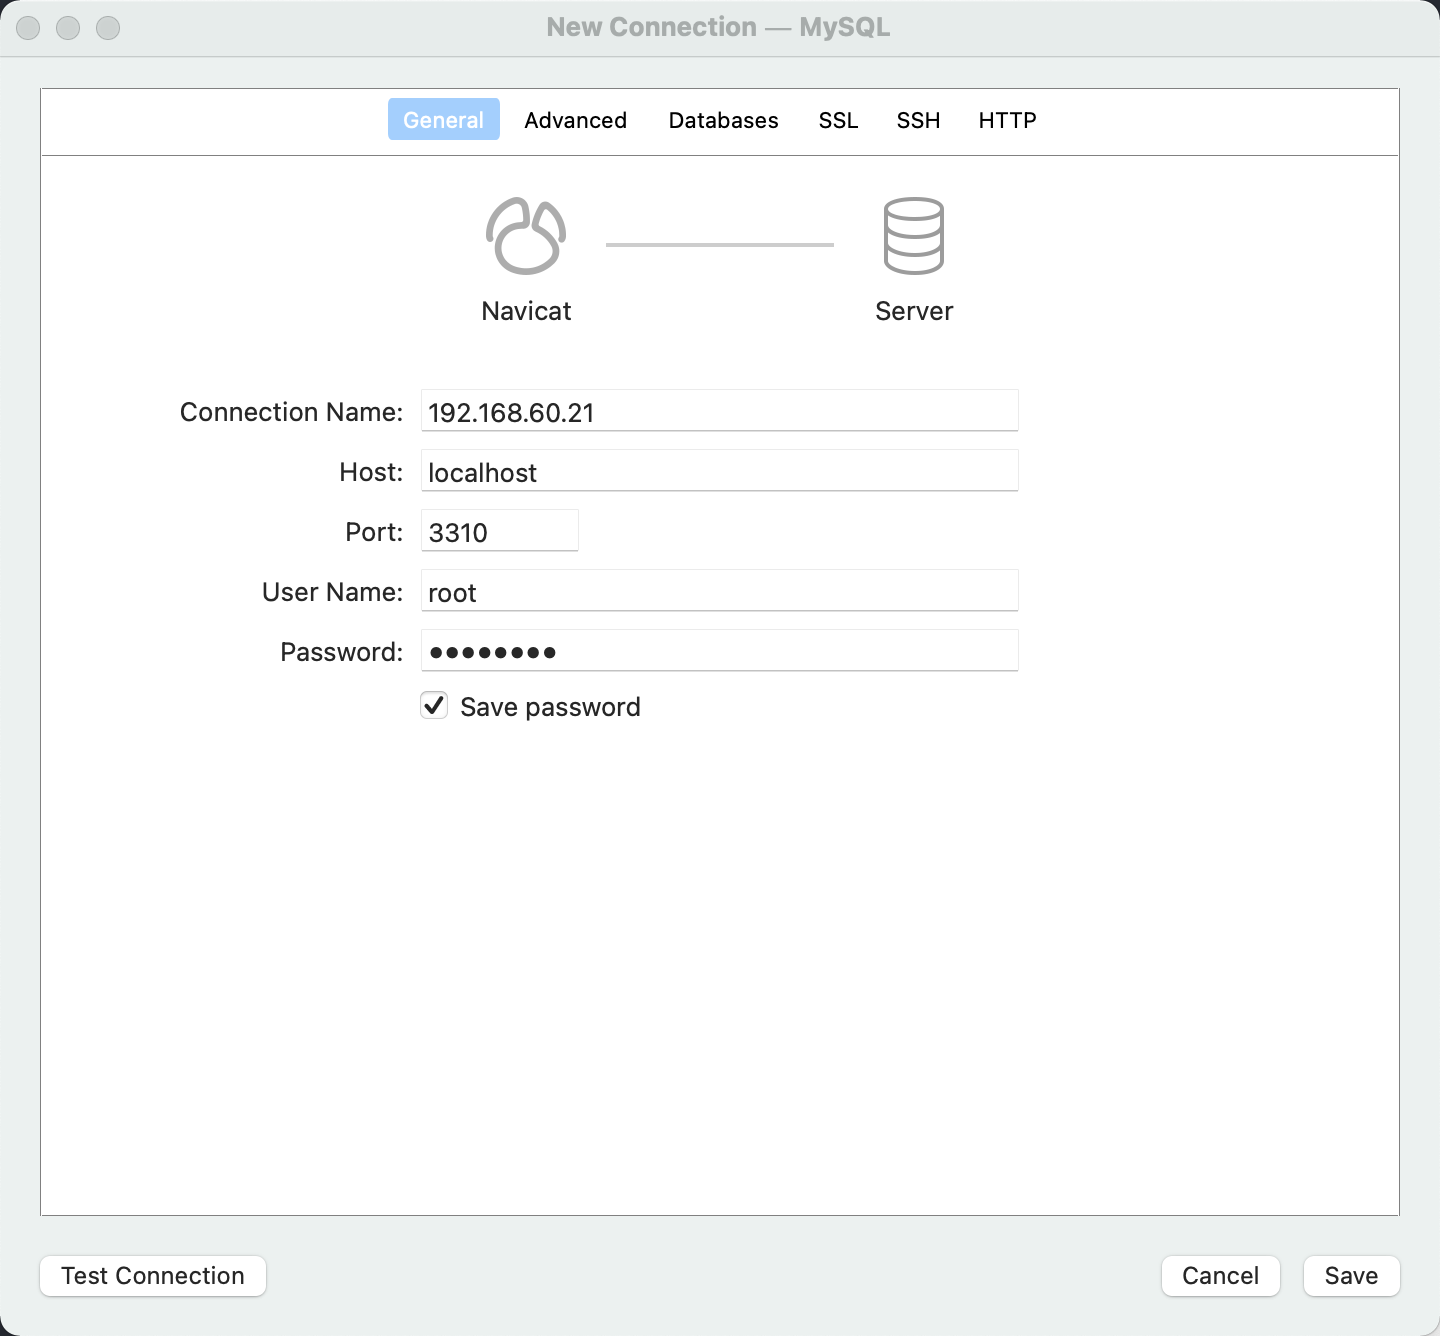 New Connection — MySQL
General Advanced Databases SSL SSH HTTP
Navicat Server
Connection Name: 192.168.60.21
Host: localhost
Port: 3310
User Name: root
Password: ••••••••
Save password
Test Connection Cancel Save